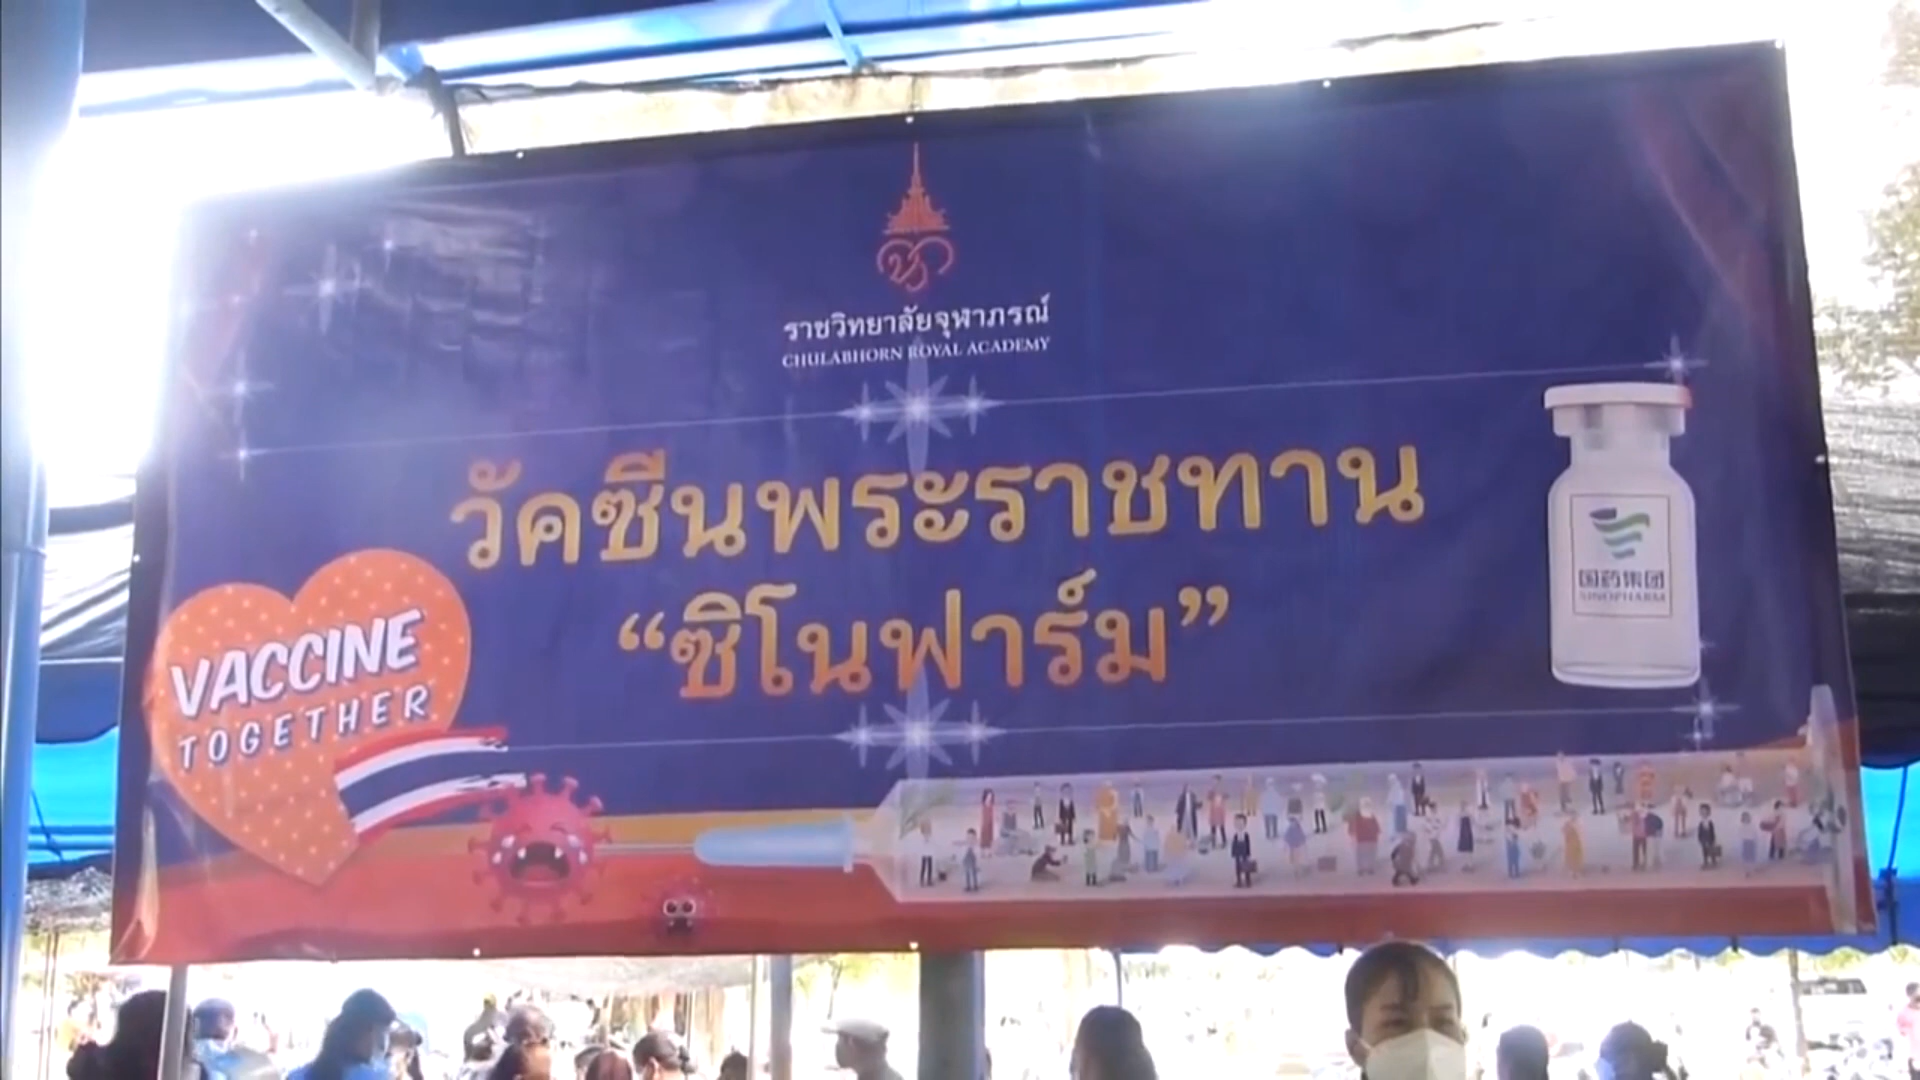 ราชวิทยาลัยจุฬาภรณ์
CHULABHORN ROYAL ACADEMY
วัคซีนพระราชทาน
“ซิโนฟาร์ม”
VACCINE
TOGETHER
国药集团
SINOPHARM